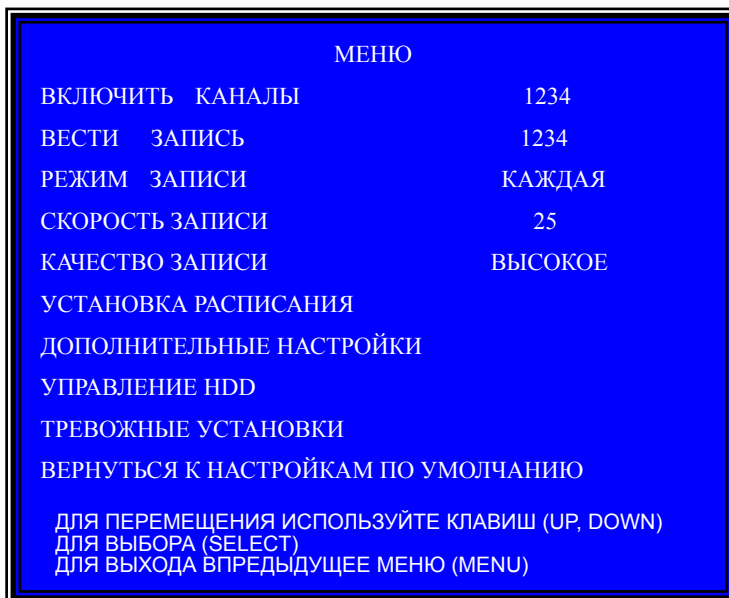 МЕНЮ
ВКЛЮЧИТЬ КАНАЛЫ 1234
ВЕСТИ ЗАПИСЬ 1234
РЕЖИМ ЗАПИСИ КАЖДАЯ
СКОРОСТЬ ЗАПИСИ 25
КАЧЕСТВО ЗАПИСИ ВЫСОКОЕ
УСТАНОВКА РАСПИСАНИЯ
ДОПОЛНИТЕЛЬНЫЕ НАСТРОЙКИ
УПРАВЛЕНИЕ HDD
ТРЕВОЖНЫЕ УСТАНОВКИ
ВЕРНУТЬСЯ К НАСТРОЙКАМ ПО УМОЛЧАНИЮ
ДЛЯ ПЕРЕМЕЩЕНИЯ ИСПОЛЬЗУЙТЕ КЛАВИШ (UP, DOWN)
ДЛЯ ВЫБОРА (SELECT)
ДЛЯ ВЫХОДА ВПРЕДЫДУЩЕЕ МЕНЮ (MENU)